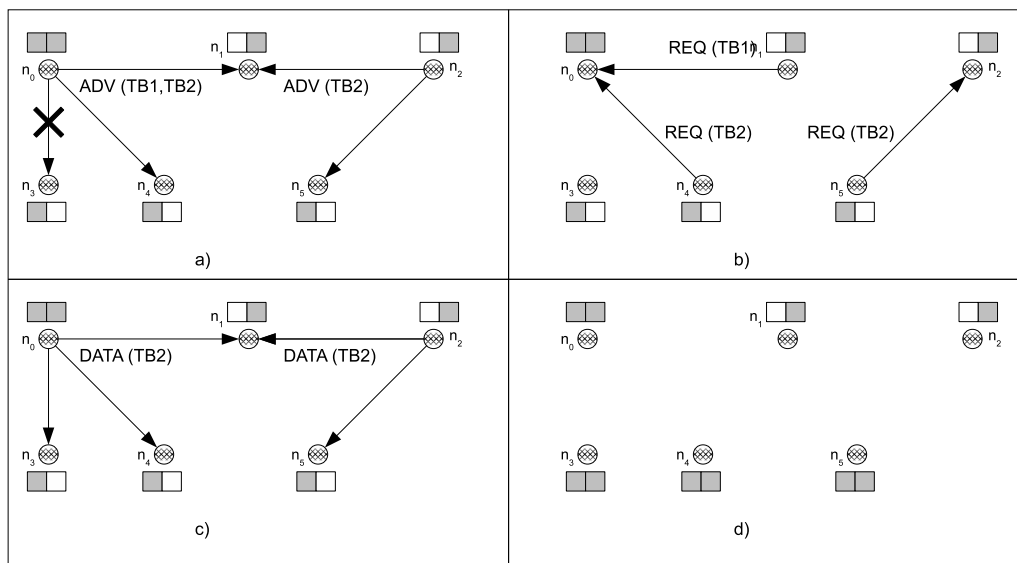 n1
n0
n2
ADV (TB1,TB2)
ADV (TB2)
n3
n4
n5
a)
REQ (TB1)
n1
n0
n2
REQ (TB2)
REQ (TB2)
n3
n4
n5
b)
n1
n0
n2
DATA (TB2)
DATA (TB2)
n3
n4
n5
c)
n1
n0
n2
n3
n4
n5
d)